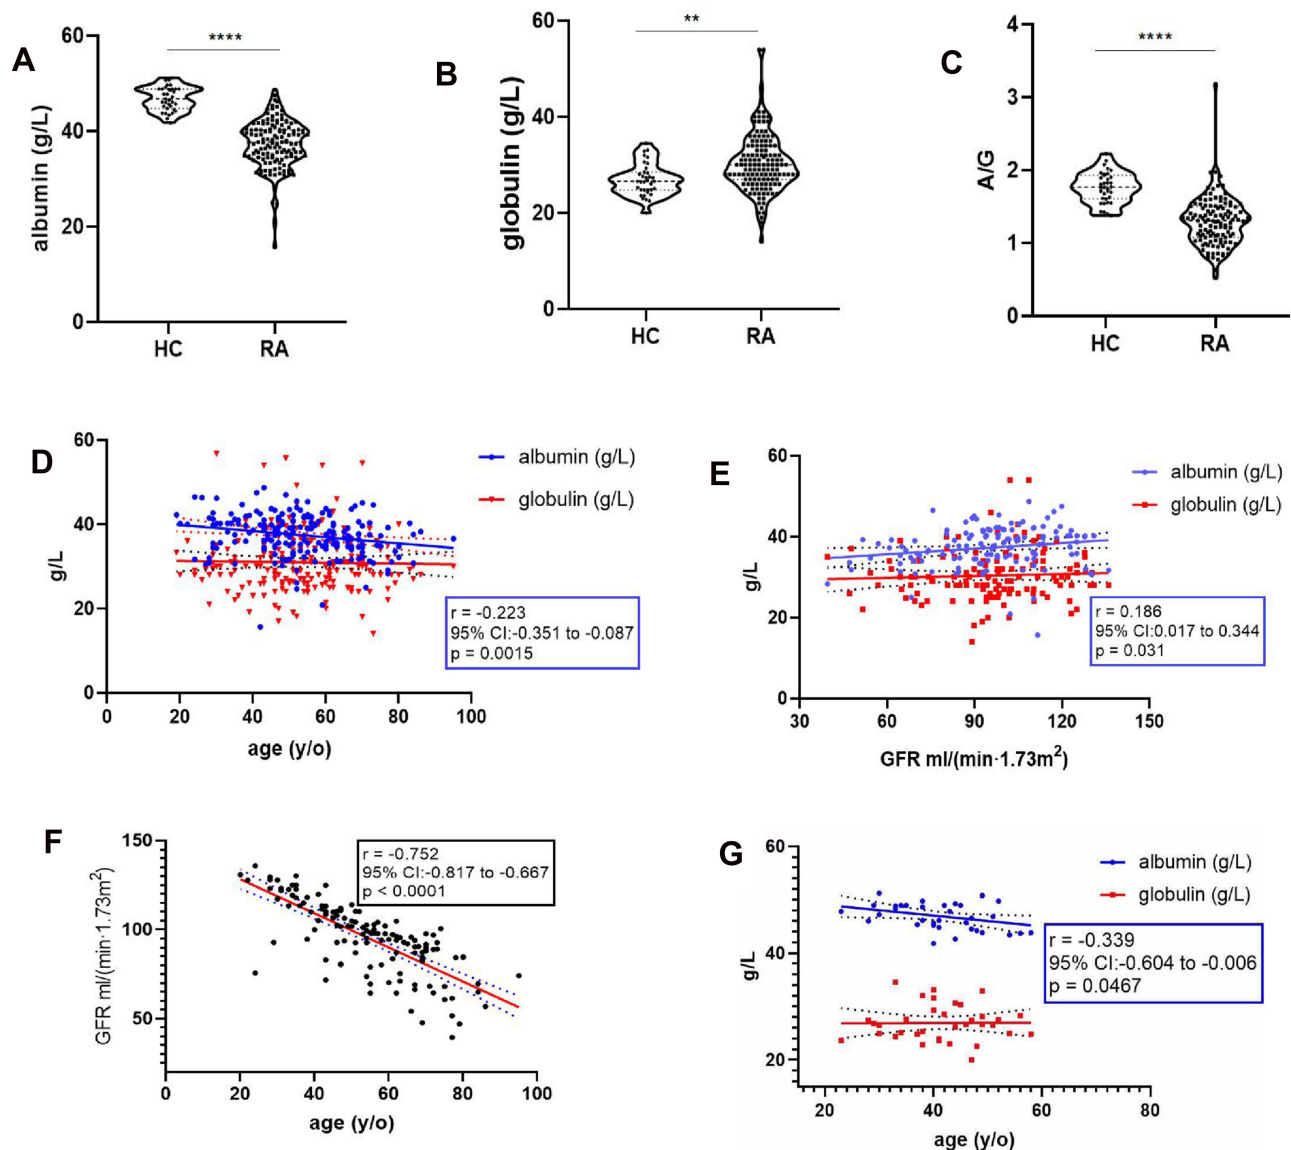 A
60
40
20
0
albumin (g/L)
****
HC
RA
B
60
40
20
0
globulin (g/L)
**
HC
RA
C
4
3
2
1
0
A/G
****
HC
RA
D
60
40
20
0
g/L
albumin (g/L)
globulin (g/L)
r = -0.223
95% CI:-0.351 to -0.087
p = 0.0015
0
20
40
60
80
100
age (y/o)
E
60
40
20
0
g/L
albumin (g/L)
globulin (g/L)
r = 0.186
95% CI:0.017 to 0.344
p = 0.031
30
60
90
120
150
GFR ml/(min·1.73m²)
F
150
100
50
GFR ml/(min·1.73m²)
r = -0.752
95% CI:-0.817 to -0.667
p < 0.0001
0
20
40
60
80
100
age (y/o)
G
60
40
20
g/L
albumin (g/L)
globulin (g/L)
r = -0.339
95% CI:-0.604 to -0.006
p = 0.0467
20
40
60
80
age (y/o)